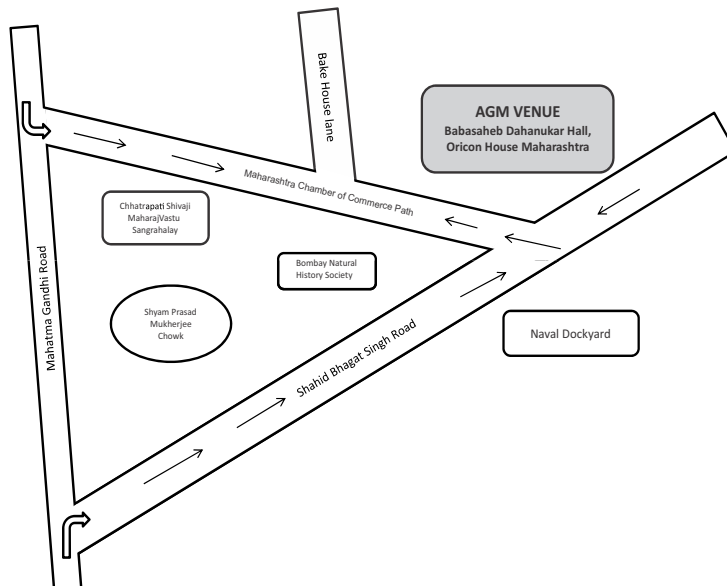 Bake House lane
AGM VENUE
Babasaheb Dahanukar Hall,
Oricon House Maharashtra
Maharashtra Chamber of Commerce Path
Chhatrapati Shivaji
MaharajVastu
Sangrahalay
Bombay Natural
History Society
Mahatma Gandhi Road
Shyam Prasad
Mukherjee
Chowk
Shahid Bhagat Singh Road
Naval Dockyard